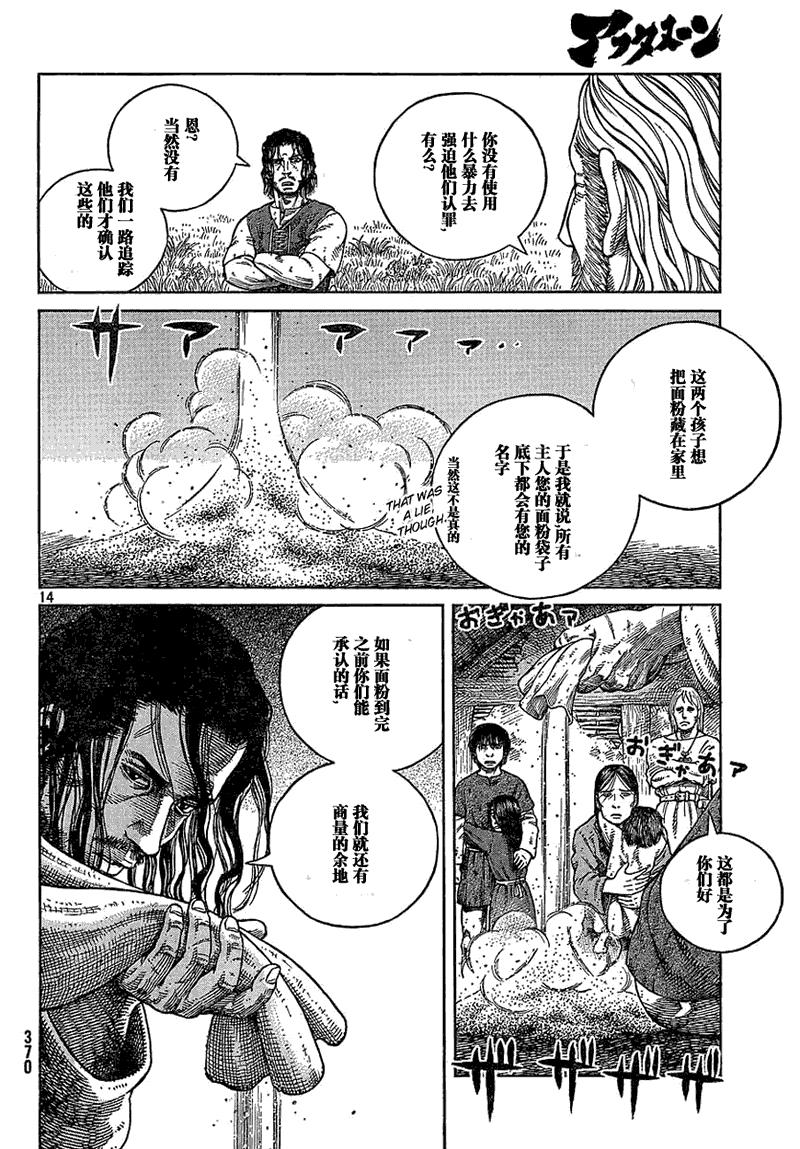 アフタヌーン
你没有使用
什么暴力去
强迫他们认罪,
有么?
恩?
当然没有
我们一路追踪
他们才确认
这些的
这两个孩子想
把面粉藏在家里
于是我就说,所有
主人您的面粉袋子
底下都会有您的
名字
当然这不是真的
THAT WAS
A LIE,
THOUGH.
ザァァァァ...
14
おぎゃあァ
おぎゃあァ
这都是为了
你们好
ザザザザ
如果面粉到完
之前你们能
承认的话,
我们就还有
商量的余地
370